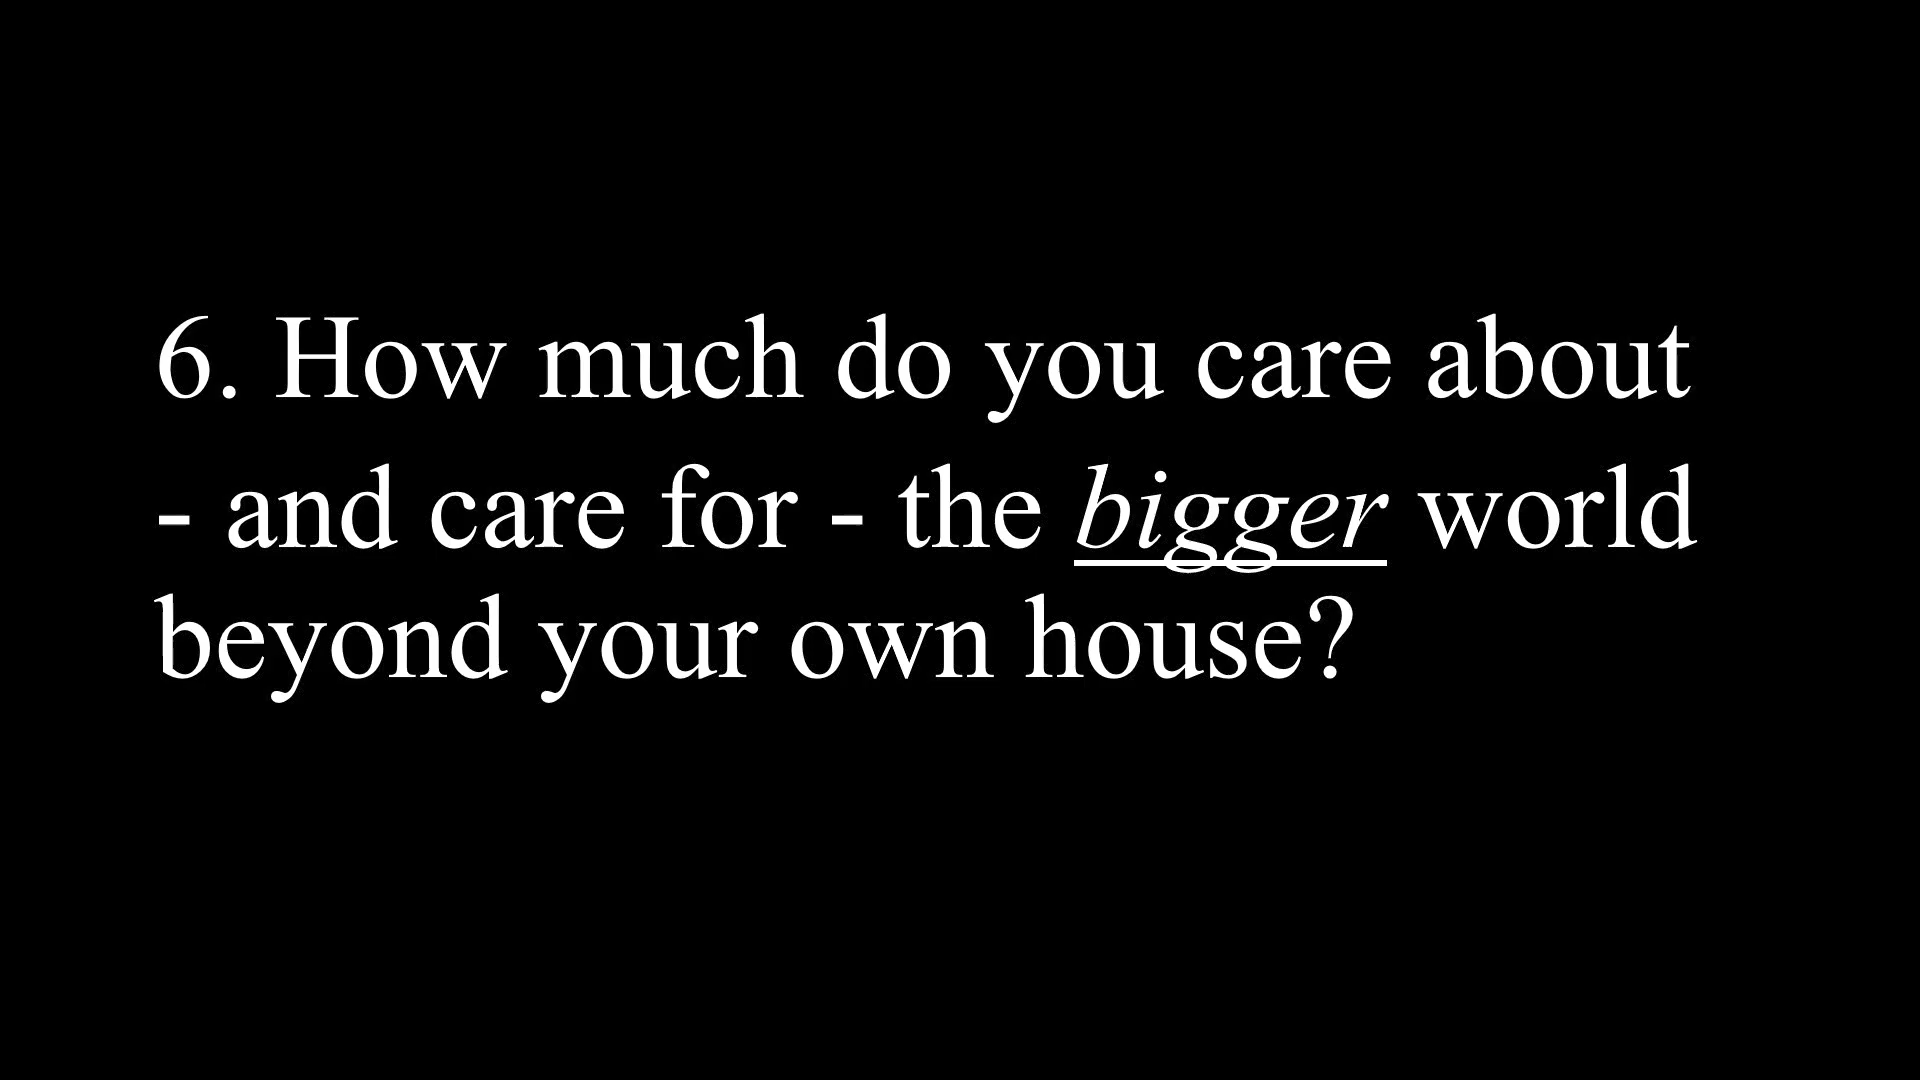 6. How much do you care about
- and care for - the bigger world
beyond your own house?